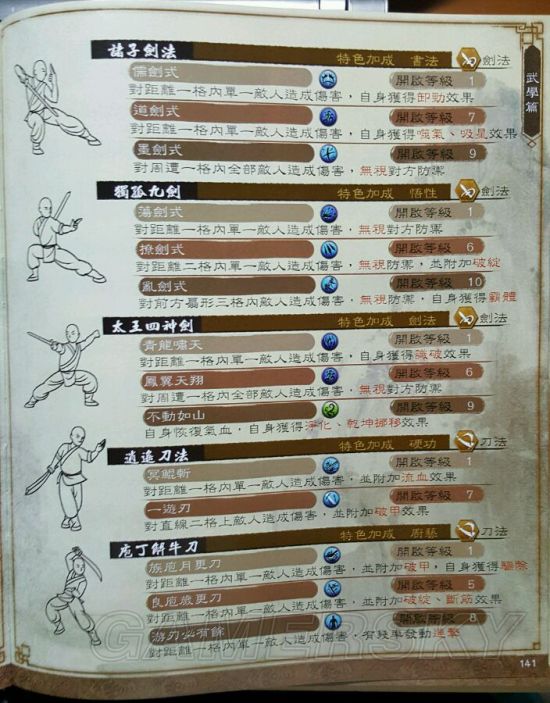 武學篇
諸子劍法 特色加成 書法 劍法
儒劍式 開啟等級 1
對距離一格內單一敵人造成傷害，自身獲得卸勁效果
道劍式 開啟等級 7
對距離一格內單一敵人造成傷害，自身獲得吸氣、吸星效果
墨劍式 開啟等級 9
對周遭一格內全部敵人造成傷害，無視對方防禦
獨孤九劍 特色加成 悟性 劍法
蕩劍式 開啟等級 1
對距離一格內單一敵人造成傷害，無視對方防禦
撩劍式 開啟等級 6
對距離二格內單一敵人造成傷害，無視防禦，並附加破綻
亂劍式 開啟等級 10
對前方扇形三格內敵人造成傷害，無視防禦，自身獲得霸體
太王四神劍 特色加成 劍法 劍法
青龍嘯天 開啟等級 1
對距離一格內單一敵人造成傷害，自身獲得識破效果
鳳翼天翔 開啟等級 6
對周遭一格內全部敵人造成傷害，無視對方防禦
不動如山 開啟等級 9
自身恢復氣血，自身獲得淨化、乾坤挪移效果
逍遙刀法 特色加成 硬功 刀法
冥鯤斬 開啟等級 1
對距離一格內單一敵人造成傷害，並附加流血效果
一遊刃 開啟等級 7
對直線二格上敵人造成傷害，並附加破甲效果
庖丁解牛刀 特色加成 廚藝 刀法
族庖月更刀 開啟等級 1
對距離一格內單一敵人造成傷害，並附加破甲，自身獲得驅除
良庖歲更刀 開啟等級 5
對距離一格內單一敵人造成傷害，並附加破綻、斷筋效果
游刃必有餘 開啟等級 8
對距離一格內單一敵人造成傷害，有幾率發動連擊
GAMERSKY
141